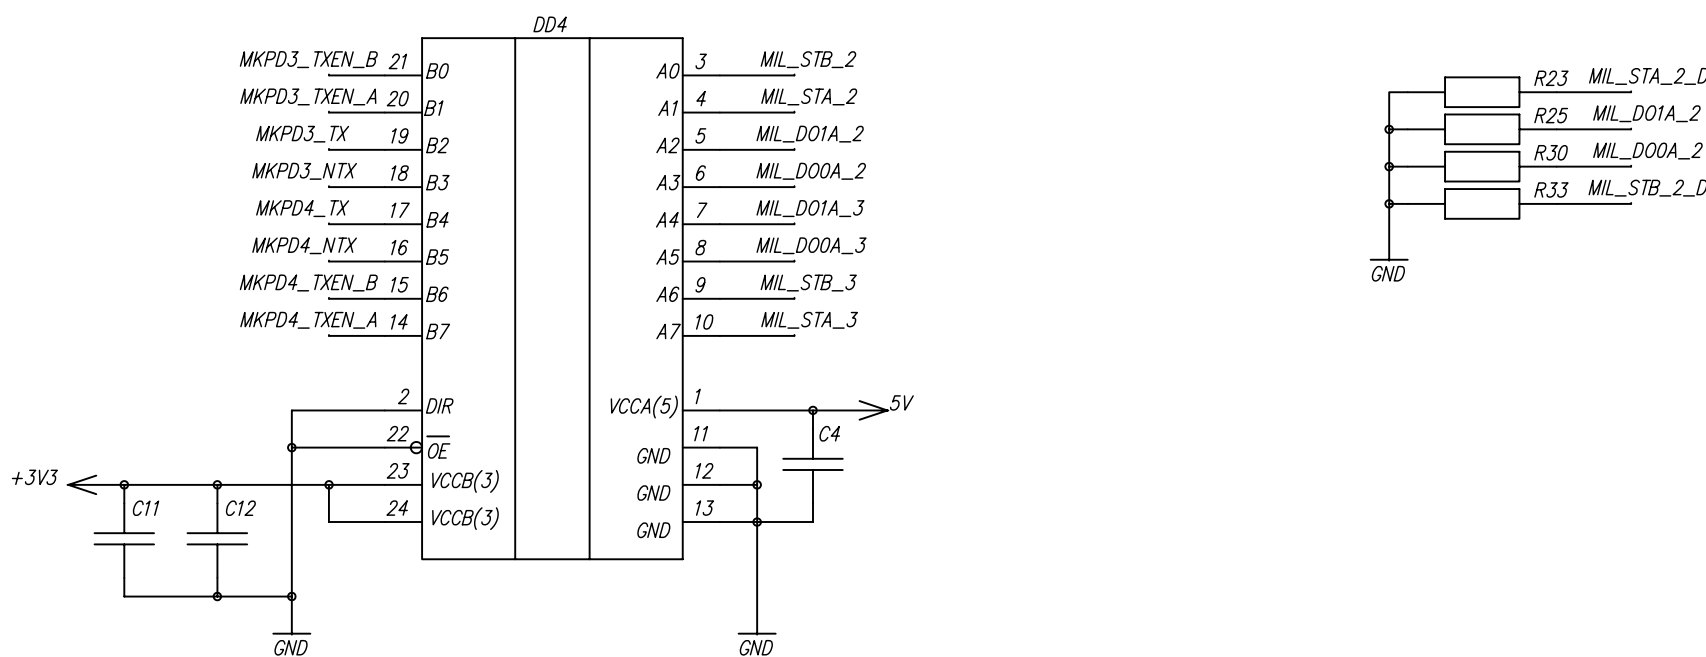 DD4
MKPD3_TXEN_B 21 B0 A0 3 MIL_STB_2
MKPD3_TXEN_A 20 B1 A1 4 MIL_STA_2
MKPD3_TX 19 B2 A2 5 MIL_DO1A_2
MKPD3_NTX 18 B3 A3 6 MIL_DO0A_2
MKPD4_TX 17 B4 A4 7 MIL_DO1A_3
MKPD4_NTX 16 B5 A5 8 MIL_DO0A_3
MKPD4_TXEN_B 15 B6 A6 9 MIL_STB_3
MKPD4_TXEN_A 14 B7 A7 10 MIL_STA_3
2 DIR VCCA(5) 1 5V
22 OE GND 11 C4
+3V3 23 VCCB(3) GND 12
C11 C12 24 VCCB(3) GND 13
GND GND
R23 MIL_STA_2_D
R25 MIL_DO1A_2
R30 MIL_DO0A_2
R33 MIL_STB_2_D
GND